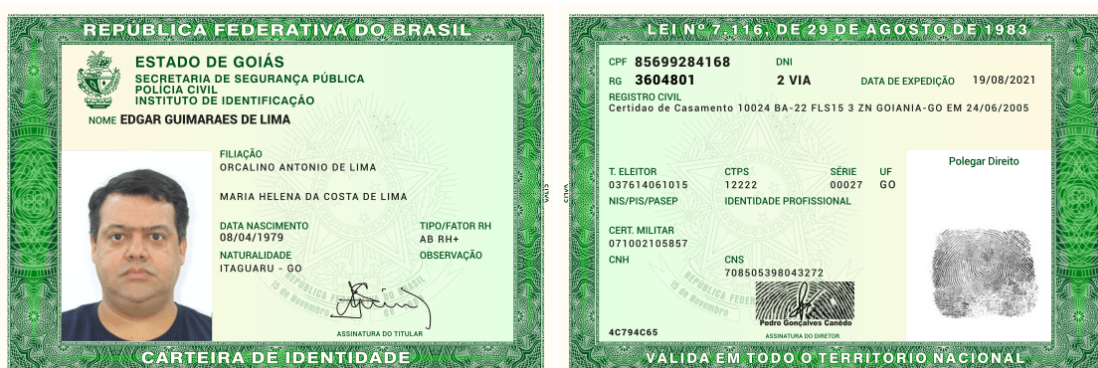 REPÚBLICA FEDERATIVA DO BRASIL
ESTADO DE GOIÁS
SECRETARIA DE SEGURANÇA PÚBLICA
POLÍCIA CIVIL
INSTITUTO DE IDENTIFICAÇÃO
NOME EDGAR GUIMARAES DE LIMA
FILIAÇÃO
ORCALINO ANTONIO DE LIMA
MARIA HELENA DA COSTA DE LIMA
DATA NASCIMENTO TIPO/FATOR RH
08/04/1979 AB RH+
NATURALIDADE OBSERVAÇÃO
ITAGUARU - GO
ASSINATURA DO TITULAR
CARTEIRA DE IDENTIDADE
LEI Nº 7.116, DE 29 DE AGOSTO DE 1983
CPF 85699284168 DNI
RG 3604801 2 VIA DATA DE EXPEDIÇÃO 19/08/2021
REGISTRO CIVIL
Certidao de Casamento 10024 BA-22 FLS15 3 ZN GOIANIA-GO EM 24/06/2005
Polegar Direito
T. ELEITOR CTPS SÉRIE UF
037614061015 12222 00027 GO
NIS/PIS/PASEP IDENTIDADE PROFISSIONAL
CERT. MILITAR
071002105857
CNH CNS
708505398043272
Pedro Gonçalves Canêdo
4C794C65 ASSINATURA DO DIRETOR
VÁLIDA EM TODO O TERRITÓRIO NACIONAL